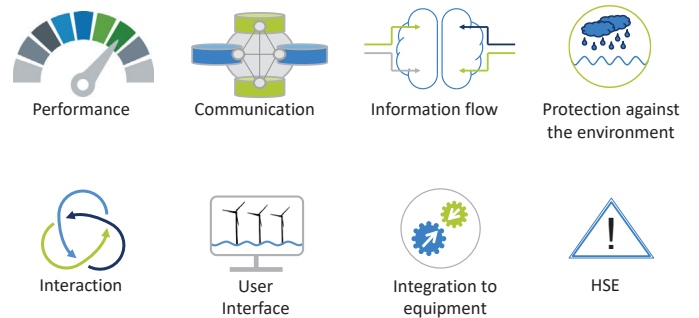 Performance
Communication
Information flow
Protection against
the environment
Interaction
User
Interface
Integration to
equipment
!
HSE